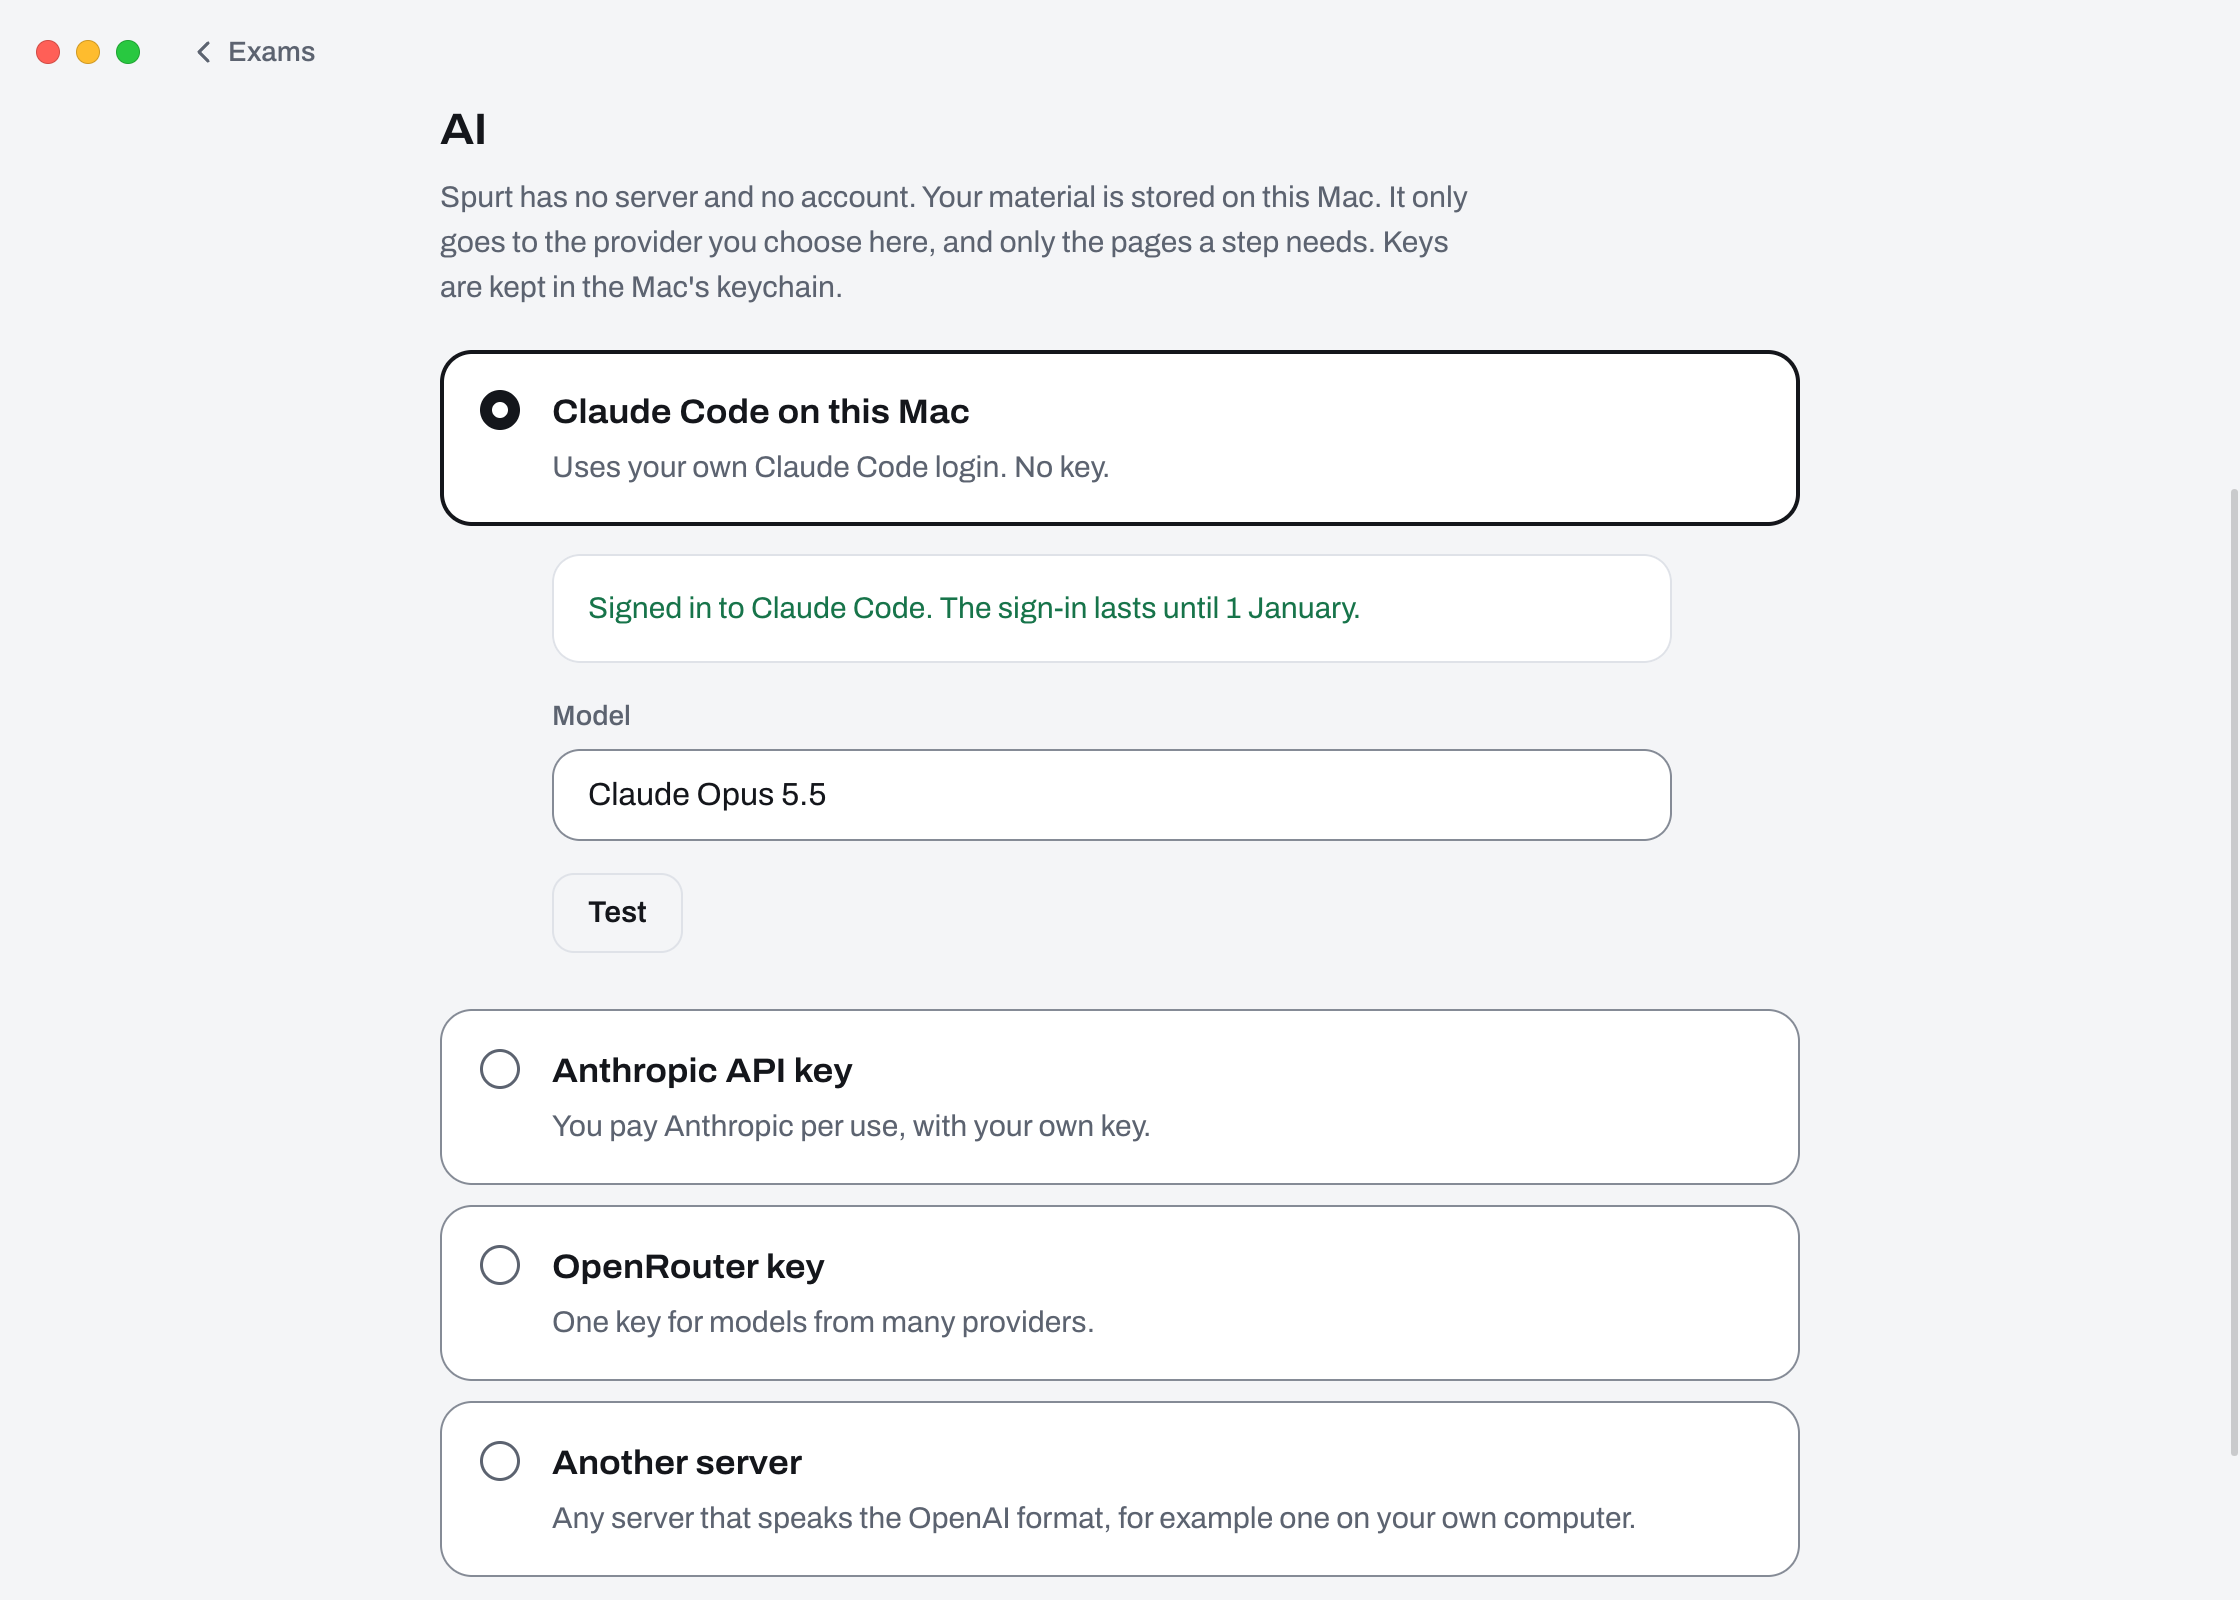 Exams
AI
Spurt has no server and no account. Your material is stored on this Mac. It only
goes to the provider you choose here, and only the pages a step needs. Keys
are kept in the Mac's keychain.
Claude Code on this Mac
Uses your own Claude Code login. No key.
Signed in to Claude Code. The sign-in lasts until 1 January.
Model
Claude Opus 5.5
Test
Anthropic API key
You pay Anthropic per use, with your own key.
OpenRouter key
One key for models from many providers.
Another server
Any server that speaks the OpenAI format, for example one on your own computer.